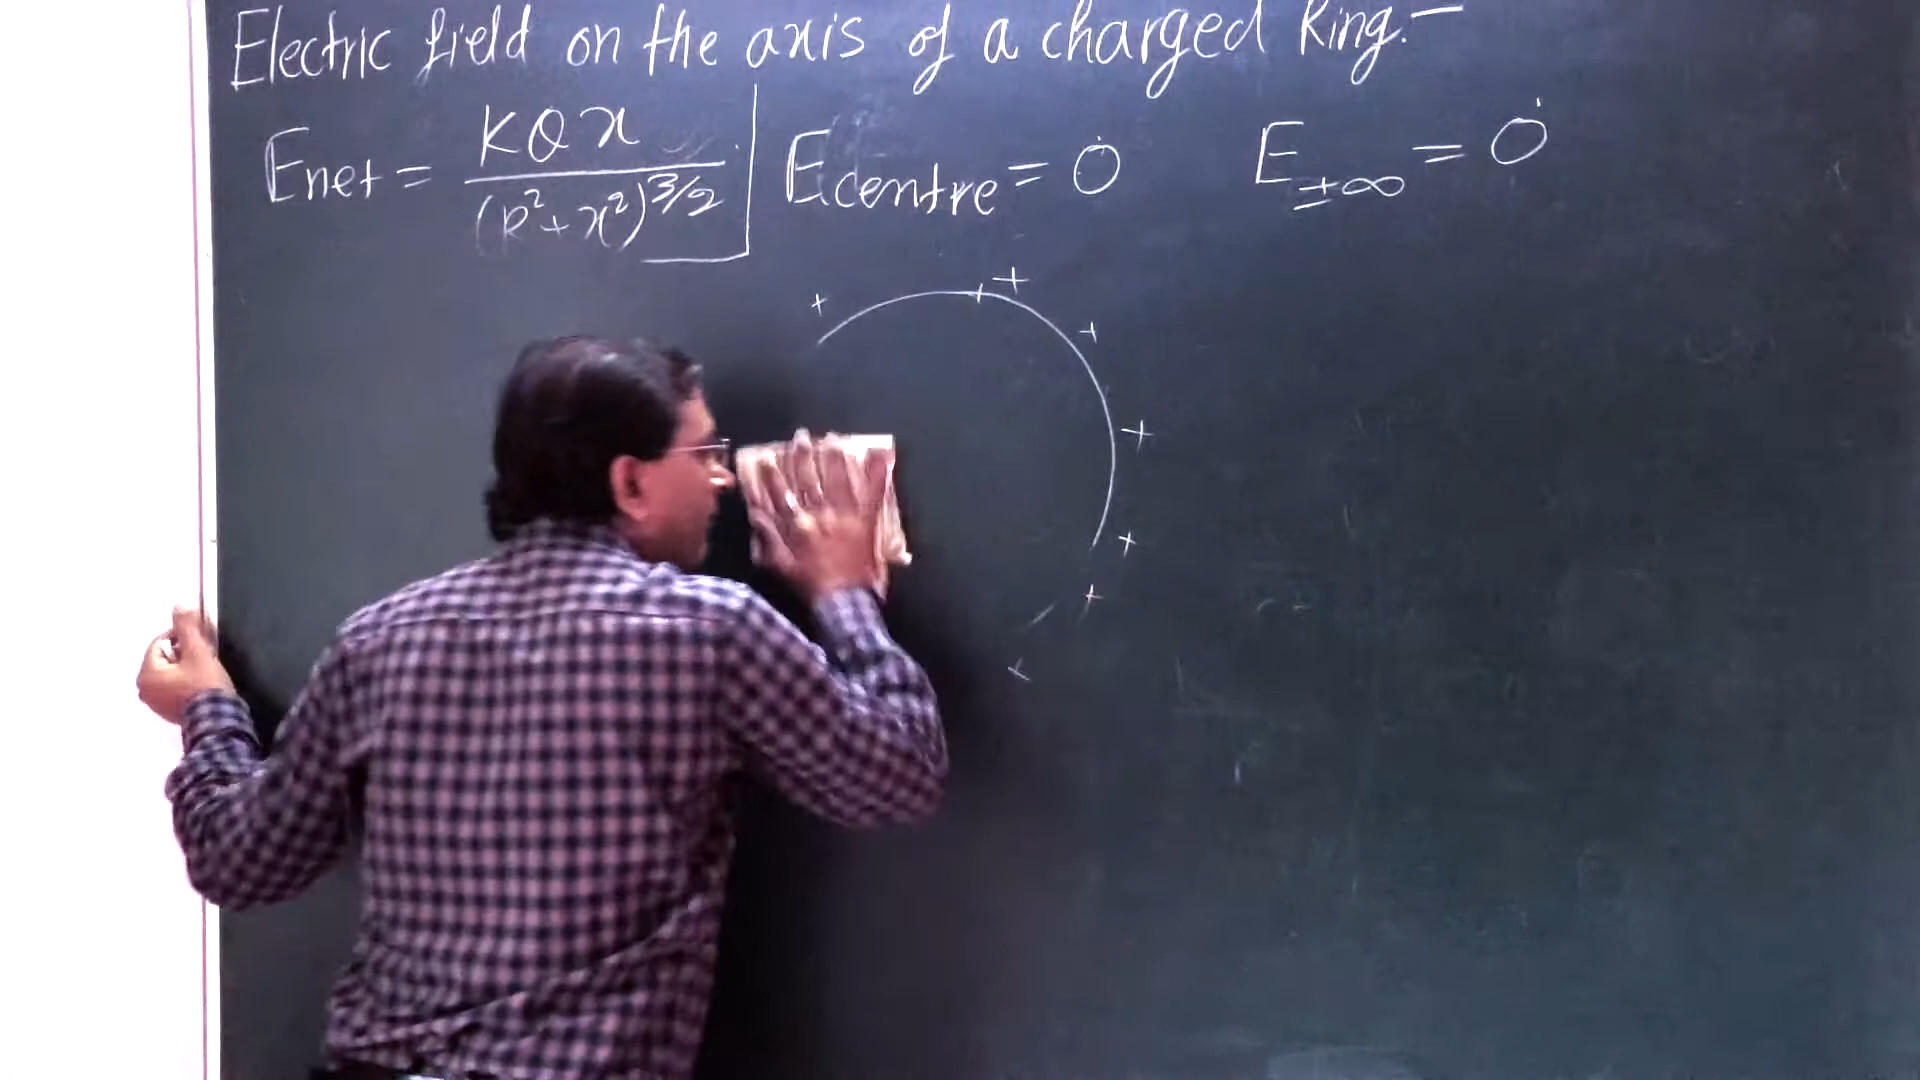 Electric field on the axis of a charged Ring:-
Enet = KQx / (R²+x²)^3/2 Ecentre = 0 E±∞ = 0
+ + + + + + + +